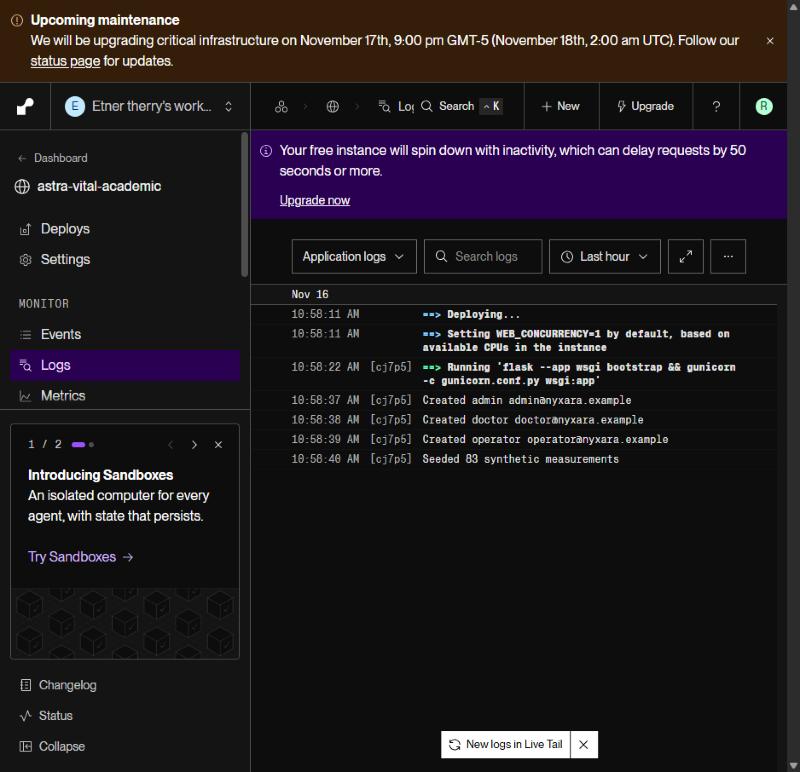 Upcoming maintenance
We will be upgrading critical infrastructure on November 17th, 9:00 pm GMT-5 (November 18th, 2:00 am UTC). Follow our
status page for updates.
E Etner therry's work...
Search ^ K
+ New
Upgrade
?
R
← Dashboard
astra-vital-academic
Deploys
Settings
MONITOR
Events
Logs
Metrics
1 / 2
Introducing Sandboxes
An isolated computer for every
agent, with state that persists.
Try Sandboxes →
Changelog
Status
Collapse
Your free instance will spin down with inactivity, which can delay requests by 50
seconds or more.
Upgrade now
Application logs
Search logs
Last hour
...
Nov 16
10:58:11 AM ==> Deploying...
10:58:11 AM ==> Setting WEB_CONCURRENCY=1 by default, based on
available CPUs in the instance
10:58:22 AM [cj7p5] ==> Running 'flask --app wsgi bootstrap && gunicorn
-c gunicorn.conf.py wsgi:app'
10:58:37 AM [cj7p5] Created admin admin@nyxara.example
10:58:38 AM [cj7p5] Created doctor doctor@nyxara.example
10:58:39 AM [cj7p5] Created operator operator@nyxara.example
10:58:40 AM [cj7p5] Seeded 83 synthetic measurements
New logs in Live Tail